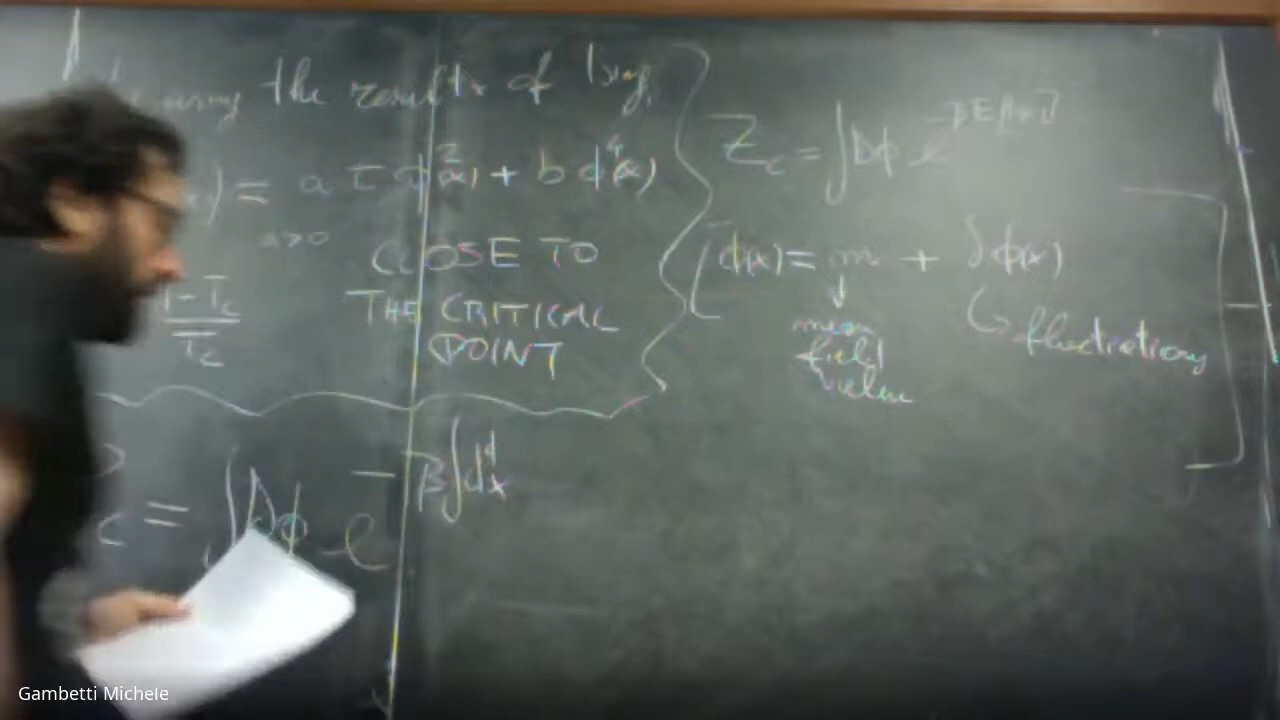 the results of Ising
) = a τ φ²(x) + b φ⁴(x)
a>0
CLOSE TO
THE CRITICAL
POINT
T - Tc
Tc
Zc = ∫Dφ e^-βE[φ(x)]
φ(x) = m + δφ(x)
mean
field
value
fluctuations
c = ∫Dφ e^-β∫d^dx
Gambetti Michele